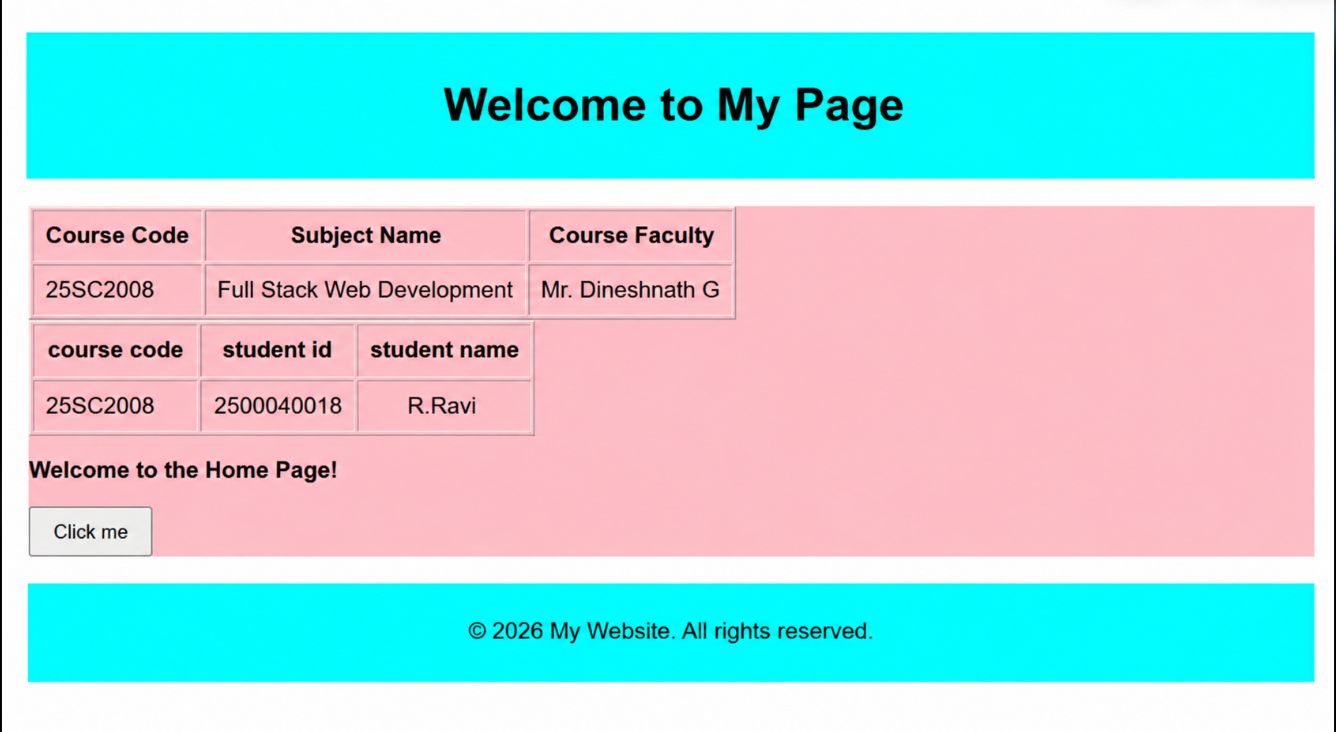 Welcome to My Page
Course Code Subject Name Course Faculty
25SC2008 Full Stack Web Development Mr. Dineshnath G
course code student id student name
25SC2008 2500040018 R.Ravi
Welcome to the Home Page!
Click me
© 2026 My Website. All rights reserved.